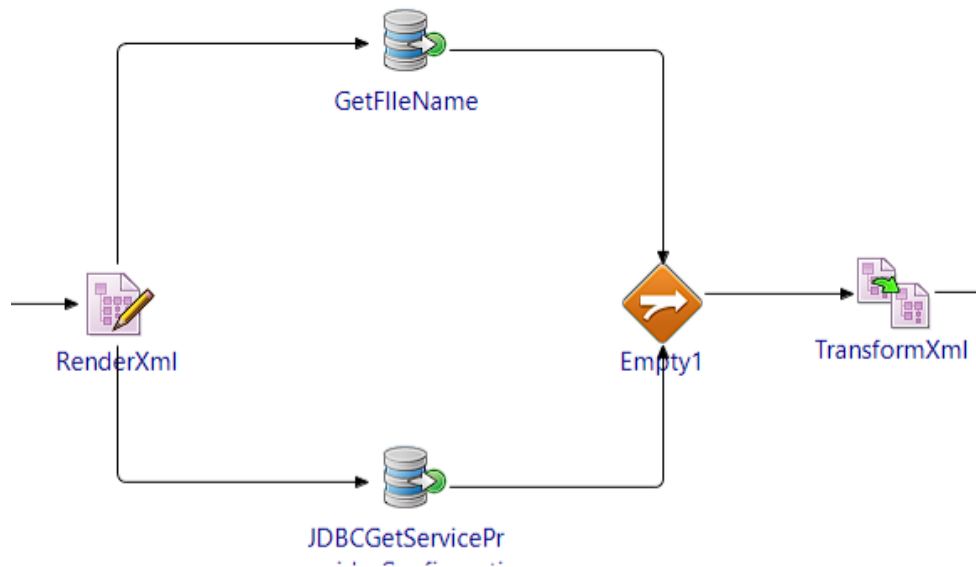 GetFIleName
RenderXml
Empty1
TransformXml
JDBCGetServicePr